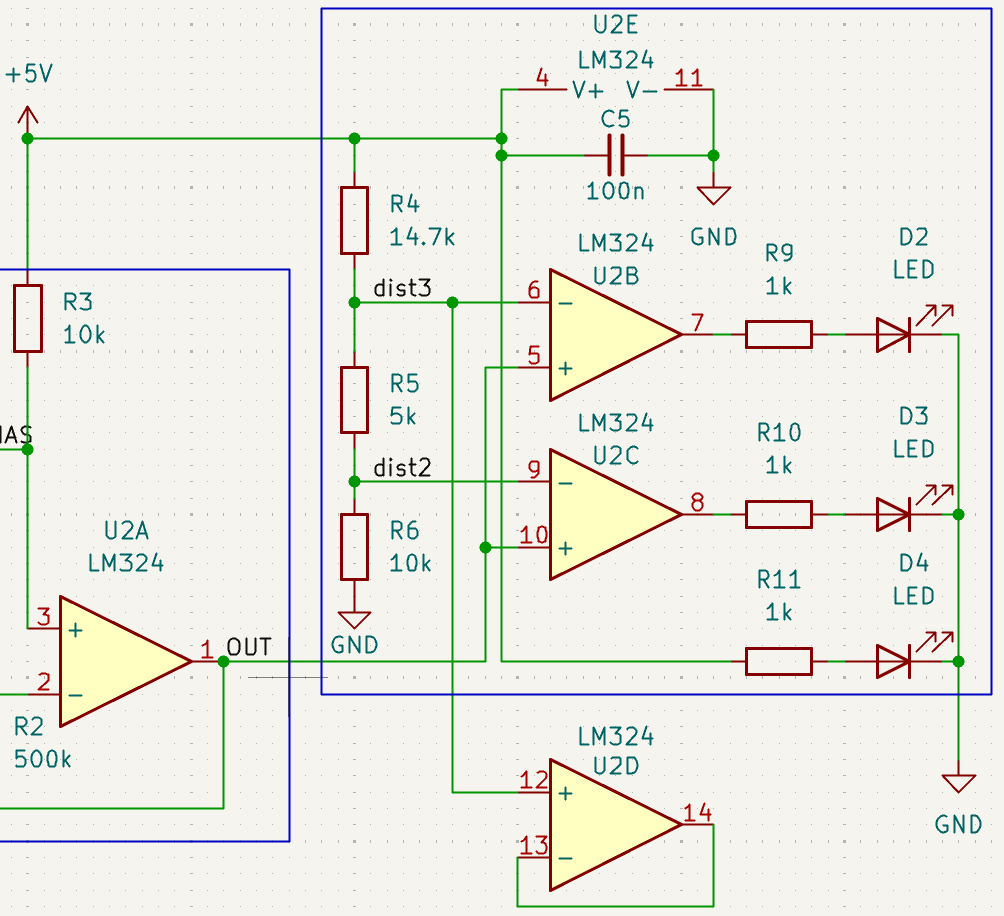 U2E
LM324
4
V+
V−
11
+5V
C5
100n
GND
R4
14.7k
LM324
U2B
R9
1k
D2
LED
dist3
6
−
7
5
+
R3
10k
R5
5k
LM324
U2C
R10
1k
D3
LED
dist2
9
−
8
10
+
R6
10k
U2A
LM324
R11
1k
D4
LED
3
+
1
OUT
GND
2
−
R2
500k
LM324
U2D
12
+
14
13
−
GND